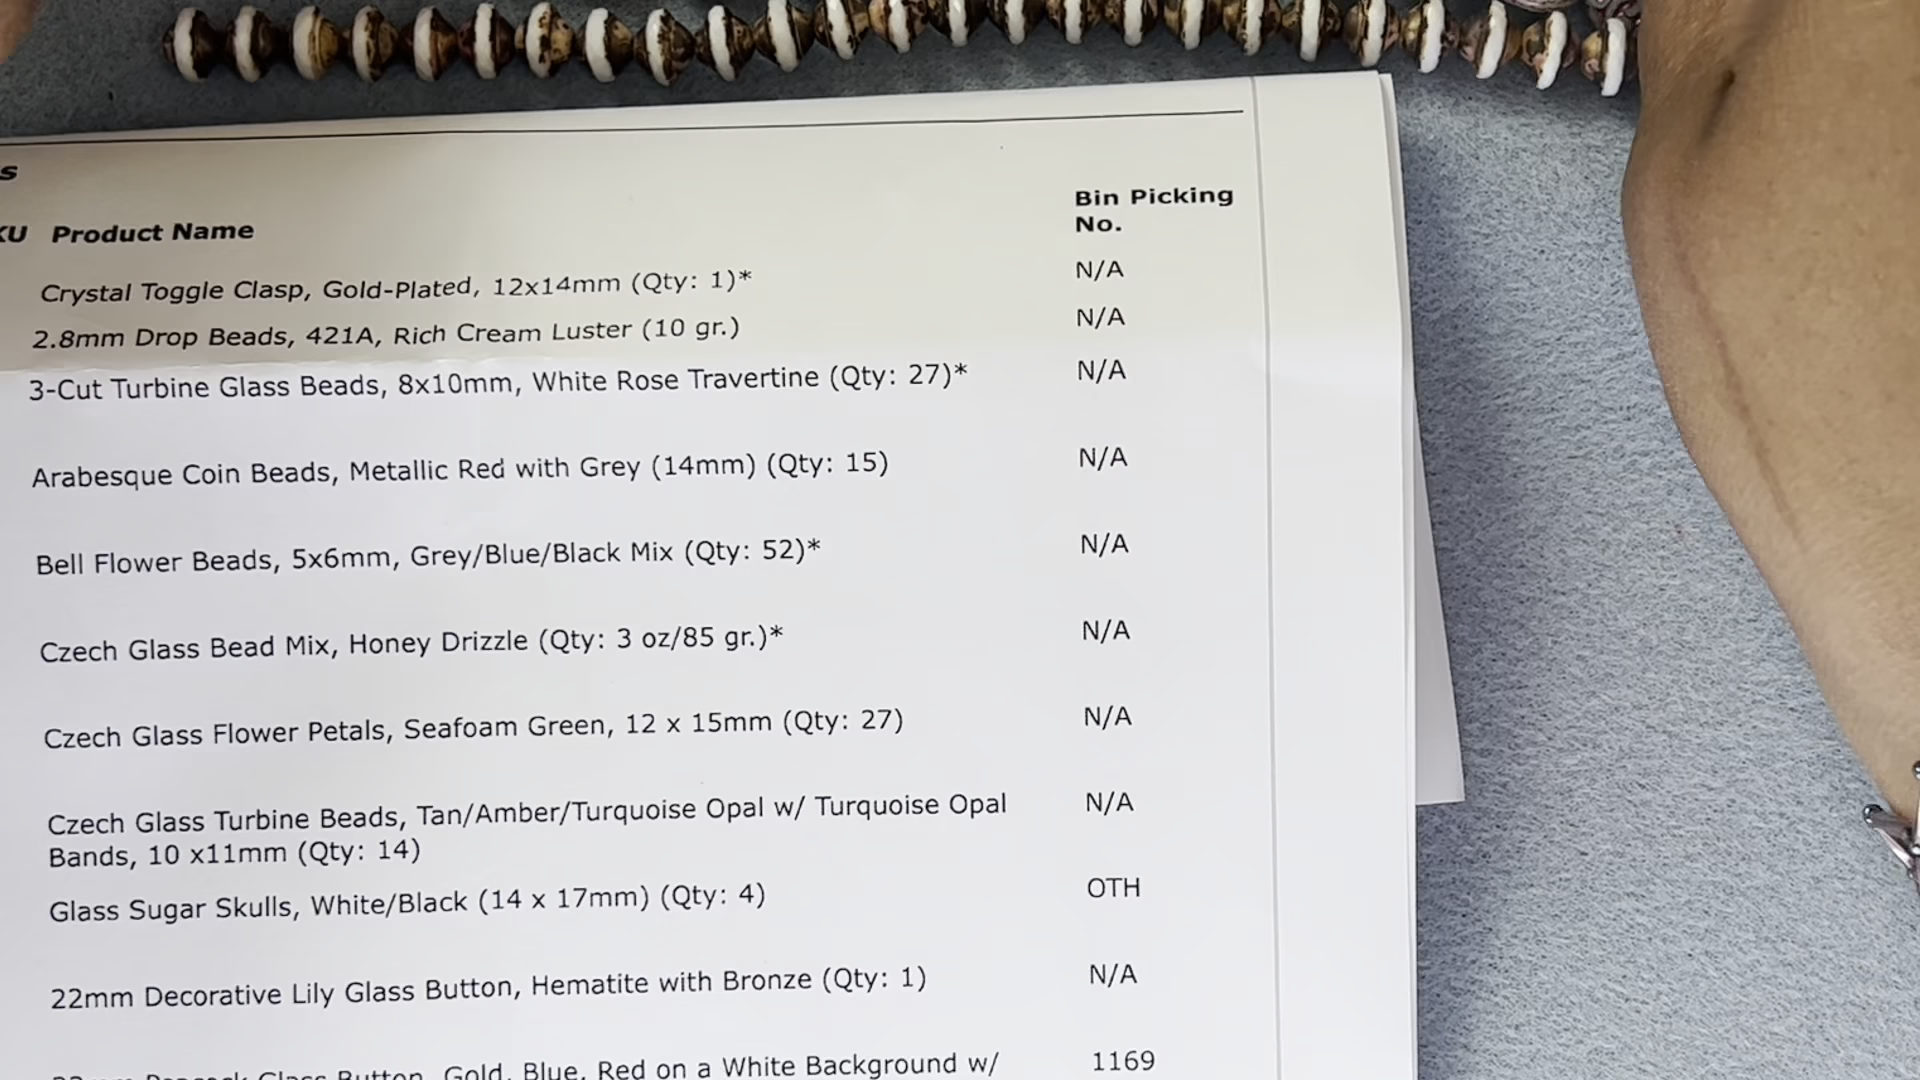 s
KU Product Name
Bin Picking
No.
Crystal Toggle Clasp, Gold-Plated, 12x14mm (Qty: 1)* N/A
2.8mm Drop Beads, 421A, Rich Cream Luster (10 gr.) N/A
3-Cut Turbine Glass Beads, 8x10mm, White Rose Travertine (Qty: 27)* N/A
Arabesque Coin Beads, Metallic Red with Grey (14mm) (Qty: 15) N/A
Bell Flower Beads, 5x6mm, Grey/Blue/Black Mix (Qty: 52)* N/A
Czech Glass Bead Mix, Honey Drizzle (Qty: 3 oz/85 gr.)* N/A
Czech Glass Flower Petals, Seafoam Green, 12 x 15mm (Qty: 27) N/A
Czech Glass Turbine Beads, Tan/Amber/Turquoise Opal w/ Turquoise Opal N/A
Bands, 10 x11mm (Qty: 14)
Glass Sugar Skulls, White/Black (14 x 17mm) (Qty: 4) OTH
22mm Decorative Lily Glass Button, Hematite with Bronze (Qty: 1) N/A
Glass Button, Gold, Blue, Red on a White Background w/ 1169